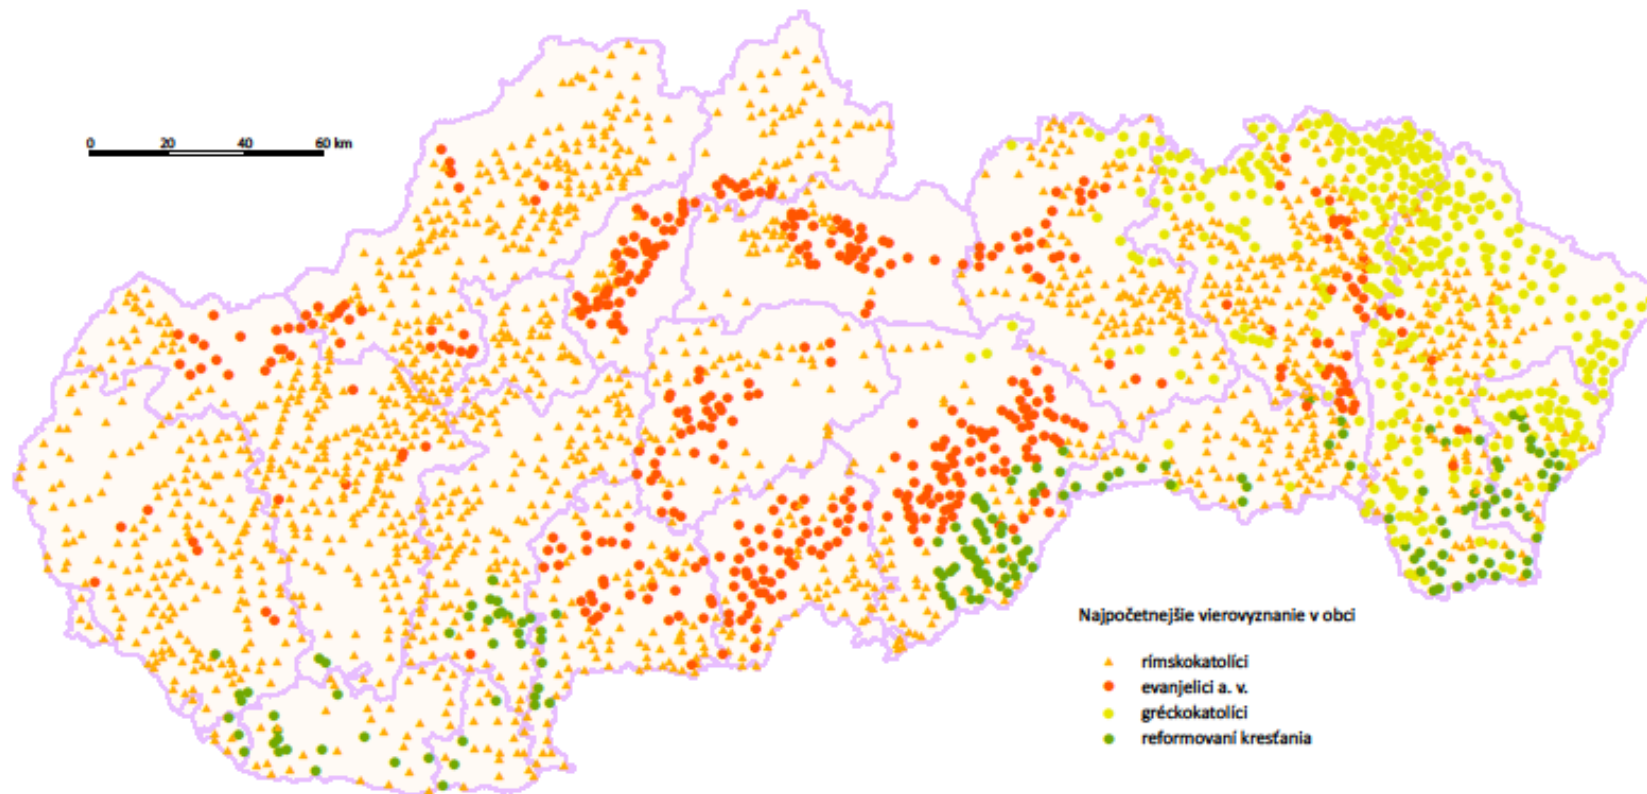 0 20 40 60 km
Najpočetnejšie vierovyznanie v obci
rímskokatolíci
evanjelici a. v.
gréckokatolíci
reformovaní kresťania